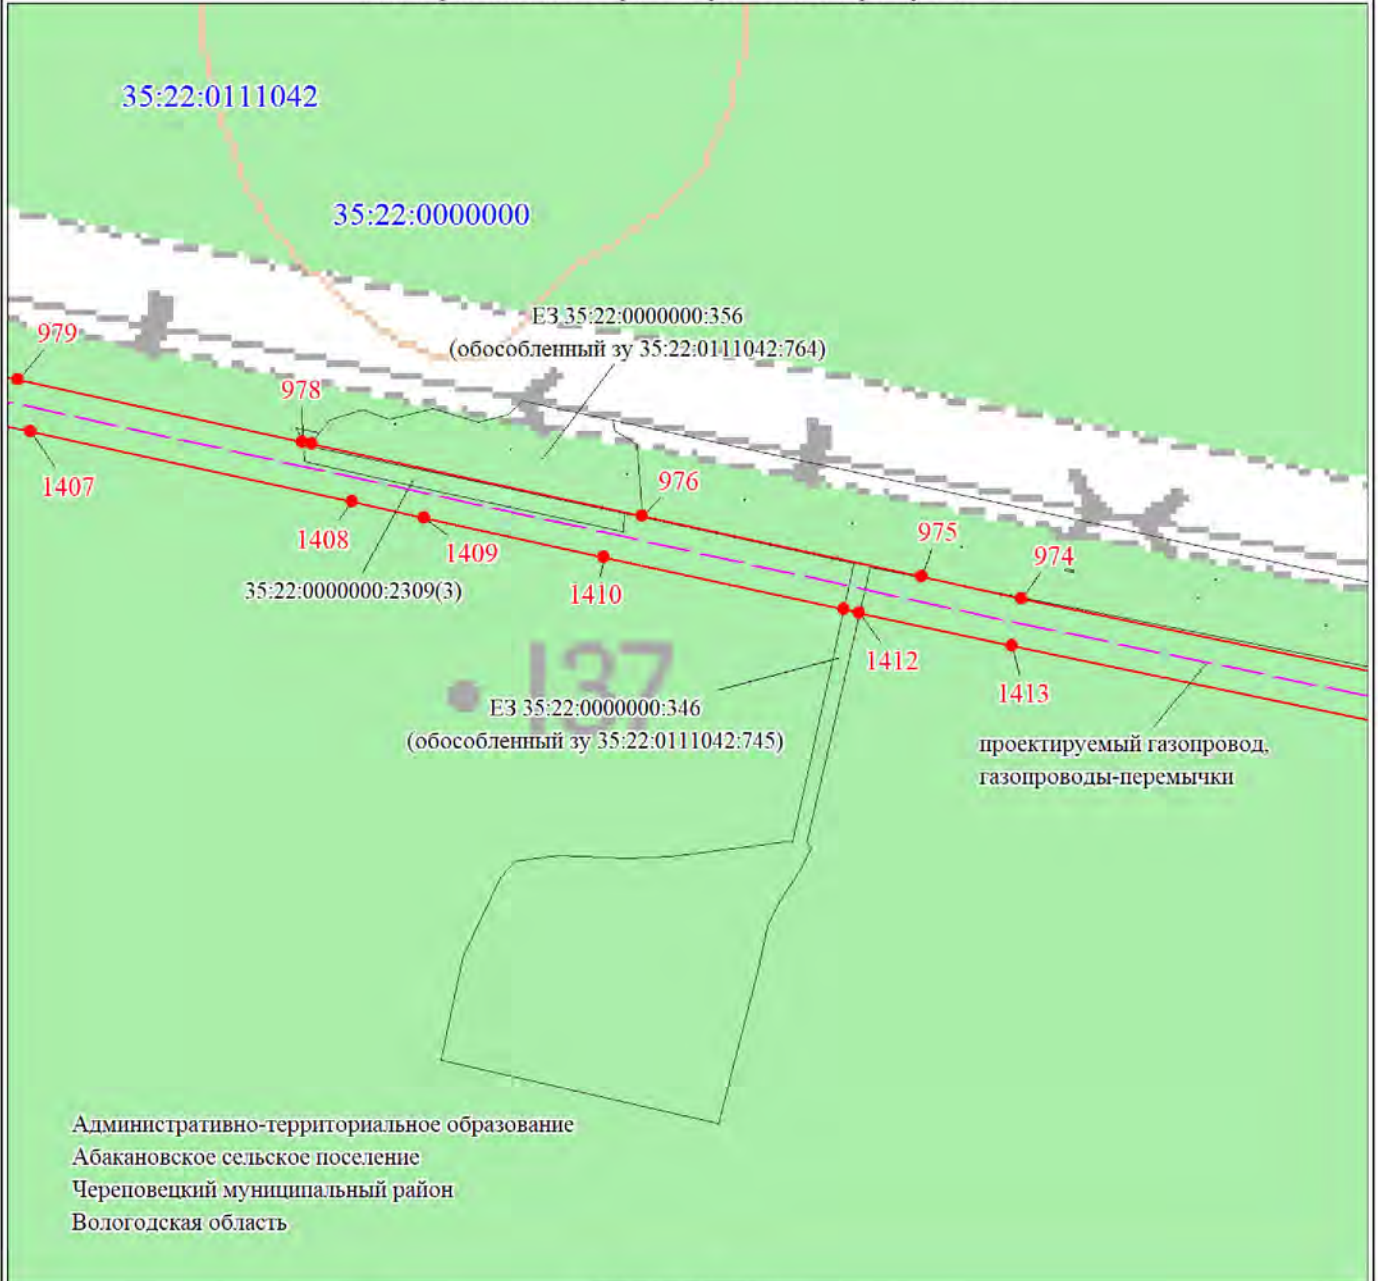 35:22:0111042
35:22:0000000
ЕЗ 35:22:0000000:356
(обособленный зу 35:22:0111042:764)
979
978
976
1407
975
974
1408
1409
1410
35:22:0000000:2309(3)
1412
1413
137
ЕЗ 35:22:0000000:346
(обособленный зу 35:22:0111042:745)
проектируемый газопровод,
газопроводы-перемычки
Административно-территориальное образование
Абакановское сельское поселение
Череповецкий муниципальный район
Вологодская область